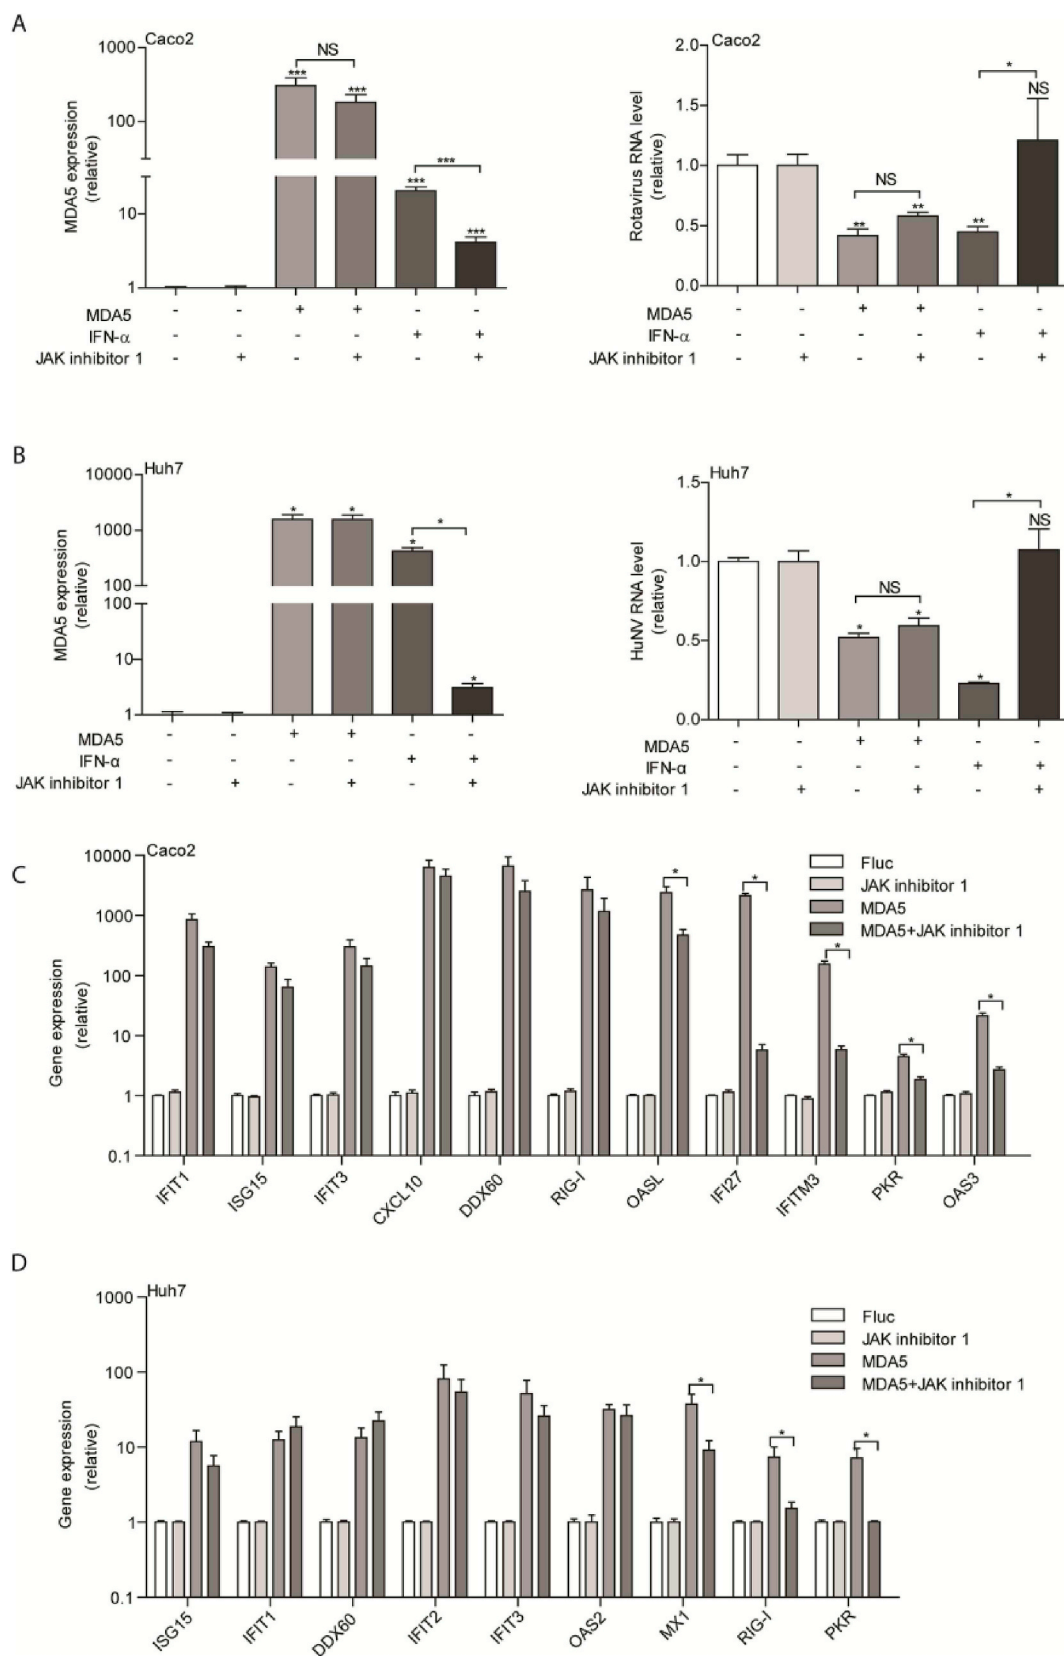 A
Caco2
MDA5 expression
(relative)
1000
100
10
1
***
NS
***
***
***
***
MDA5 - - + + - -
IFN-α - - - - + +
JAK inhibitor 1 - + - + - +
Caco2
Rotavirus RNA level
(relative)
2.0
1.5
1.0
0.5
0.0
**
NS
**
**
*
NS
MDA5 - - + + - -
IFN-α - - - - + +
JAK inhibitor 1 - + - + - +
B
Huh7
MDA5 expression
(relative)
10000
1000
100
100
10
1
*
*
*
*
*
MDA5 - - + + - -
IFN-α - - - - + +
JAK inhibitor 1 - + - + - +
Huh7
HuNV RNA level
(relative)
1.5
1.0
0.5
0.0
*
NS
*
*
*
NS
MDA5 - - + + - -
IFN-α - - - - + +
JAK inhibitor 1 - + - + - +
C
Caco2
Gene expression
(relative)
10000
1000
100
10
1
0.1
*
*
*
*
*
Fluc
JAK inhibitor 1
MDA5
MDA5+JAK inhibitor 1
IFIT1
ISG15
IFIT3
CXCL10
DDX60
RIG-I
OASL
IFI27
IFITM3
PKR
OAS3
D
Huh7
Gene expression
(relative)
1000
100
10
1
0.1
*
*
*
Fluc
JAK inhibitor 1
MDA5
MDA5+JAK inhibitor 1
ISG15
IFIT1
DDX60
IFIT2
IFIT3
OAS2
MX1
RIG-I
PKR